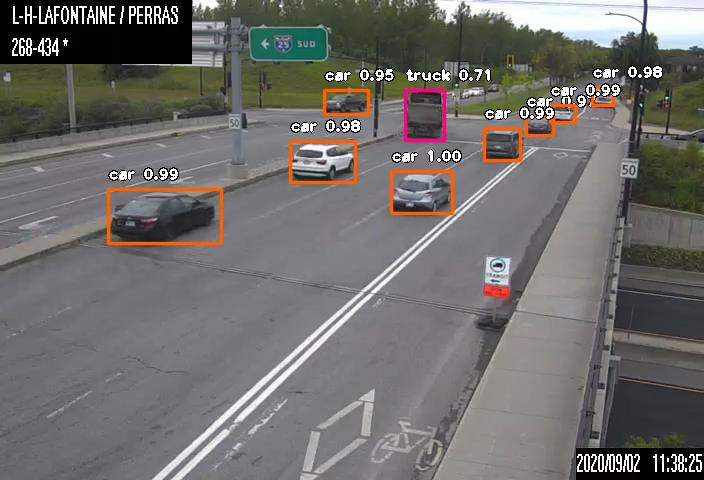 L-H-LAFONTAINE / PERRAS
268-434 *
25 SUD
car 0.95
truck 0.71
car 0.98
car 0.99
car 0.97
car 0.99
50
car 0.98
car 1.00
50
car 0.99
TRANSIT
2020/09/02 11:38:25